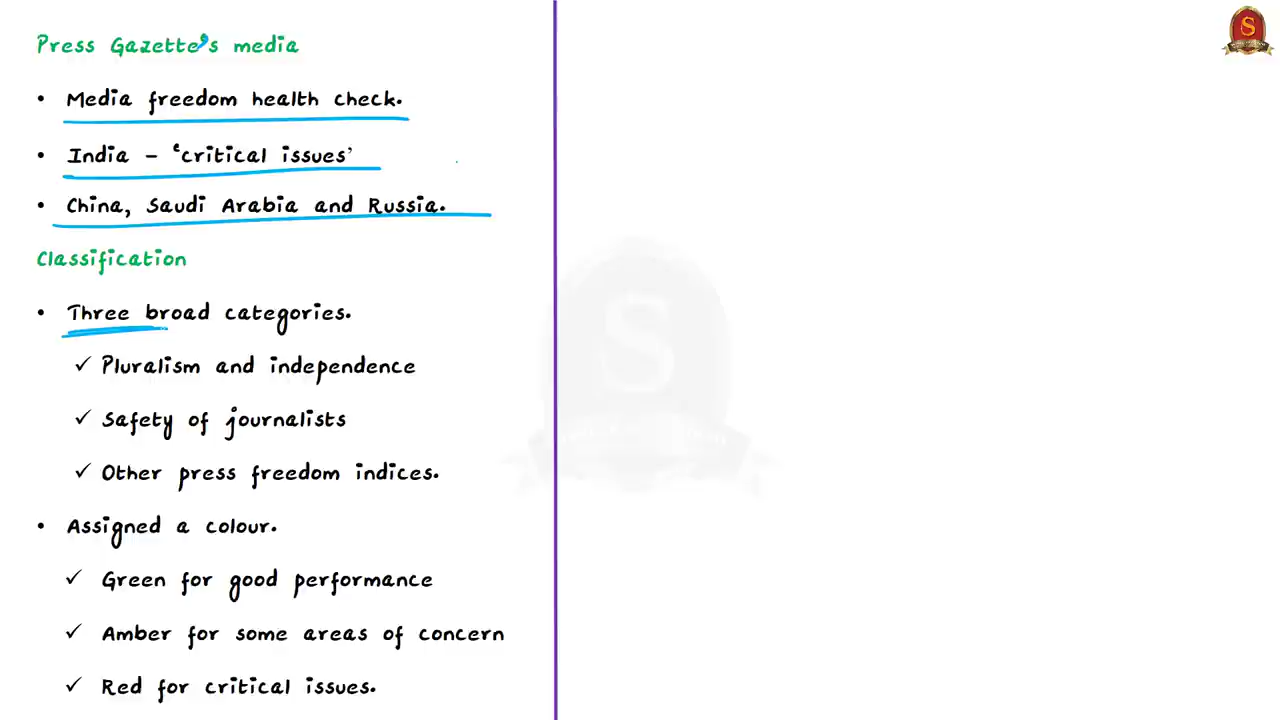 Press Gazette's media
• Media freedom health check.
• India – 'critical issues'
• China, Saudi Arabia and Russia.
Classification
• Three broad categories.
✓ Pluralism and independence
✓ Safety of journalists
✓ Other press freedom indices.
• Assigned a colour.
✓ Green for good performance
✓ Amber for some areas of concern
✓ Red for critical issues.
S
S